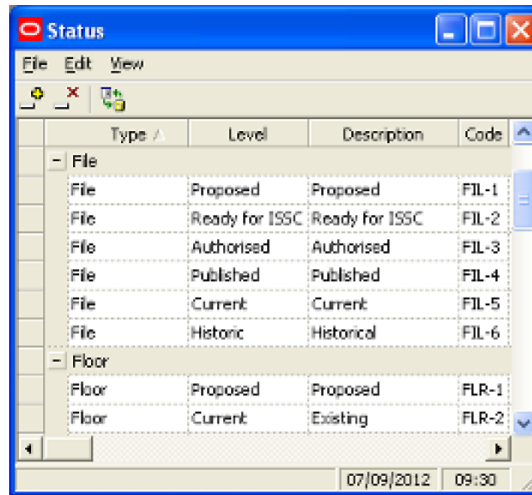 Status
File Edit View
Type Level Description Code
File
File Proposed Proposed FIL-1
File Ready for ISSC Ready for ISSC FIL-2
File Authorised Authorised FIL-3
File Published Published FIL-4
File Current Current FIL-5
File Historic Historical FIL-6
Floor
Floor Proposed Proposed FLR-1
Floor Current Existing FLR-2
07/09/2012 09:30